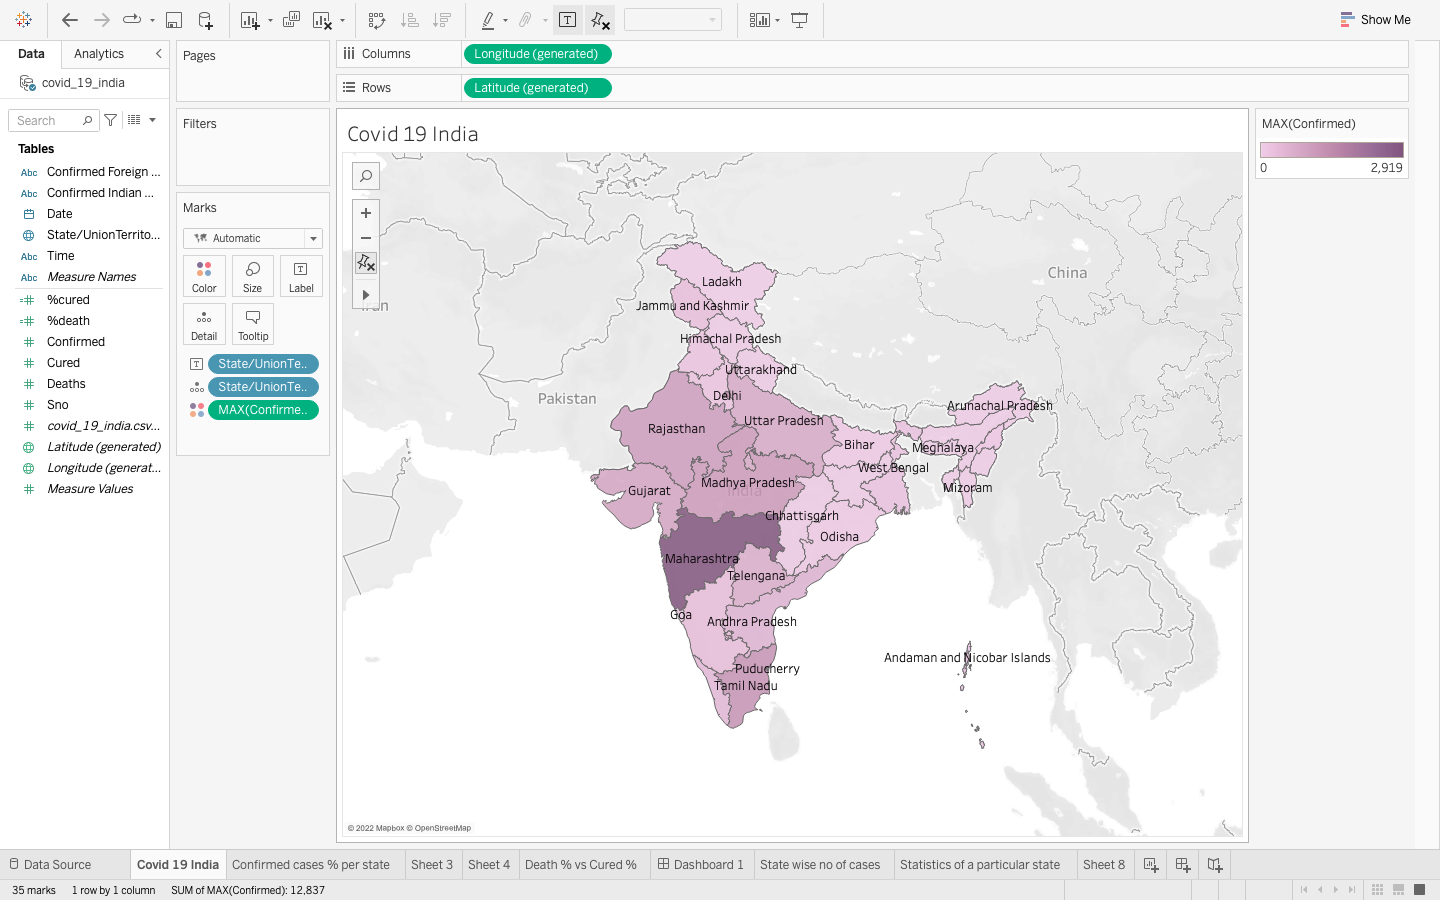 Show Me
Data
Analytics
covid_19_india
Search
Tables
Abc Confirmed Foreign ...
Abc Confirmed Indian ...
Date
State/UnionTerrito...
Abc Time
Abc Measure Names
%cured
%death
Confirmed
Cured
Deaths
Sno
covid_19_india.csv...
Latitude (generated)
Longitude (generat...
Measure Values
Pages
Filters
Marks
Automatic
Color
Size
T
Label
Detail
Tooltip
T State/UnionTe..
State/UnionTe..
MAX(Confirme..
Columns
Longitude (generated)
Rows
Latitude (generated)
Covid 19 India
Iran
China
Pakistan
India
Ladakh
Jammu and Kashmir
Himachal Pradesh
Uttarakhand
Delhi
Arunachal Pradesh
Uttar Pradesh
Rajasthan
Bihar
Meghalaya
West Bengal
Madhya Pradesh
Gujarat
Mizoram
Chhattisgarh
Odisha
Maharashtra
Telengana
Goa
Andhra Pradesh
Andaman and Nicobar Islands
Puducherry
Tamil Nadu
© 2022 Mapbox © OpenStreetMap
MAX(Confirmed)
0
2,919
Data Source
Covid 19 India
Confirmed cases % per state
Sheet 3
Sheet 4
Death % vs Cured %
Dashboard 1
State wise no of cases
Statistics of a particular state
Sheet 8
35 marks
1 row by 1 column
SUM of MAX(Confirmed): 12,837